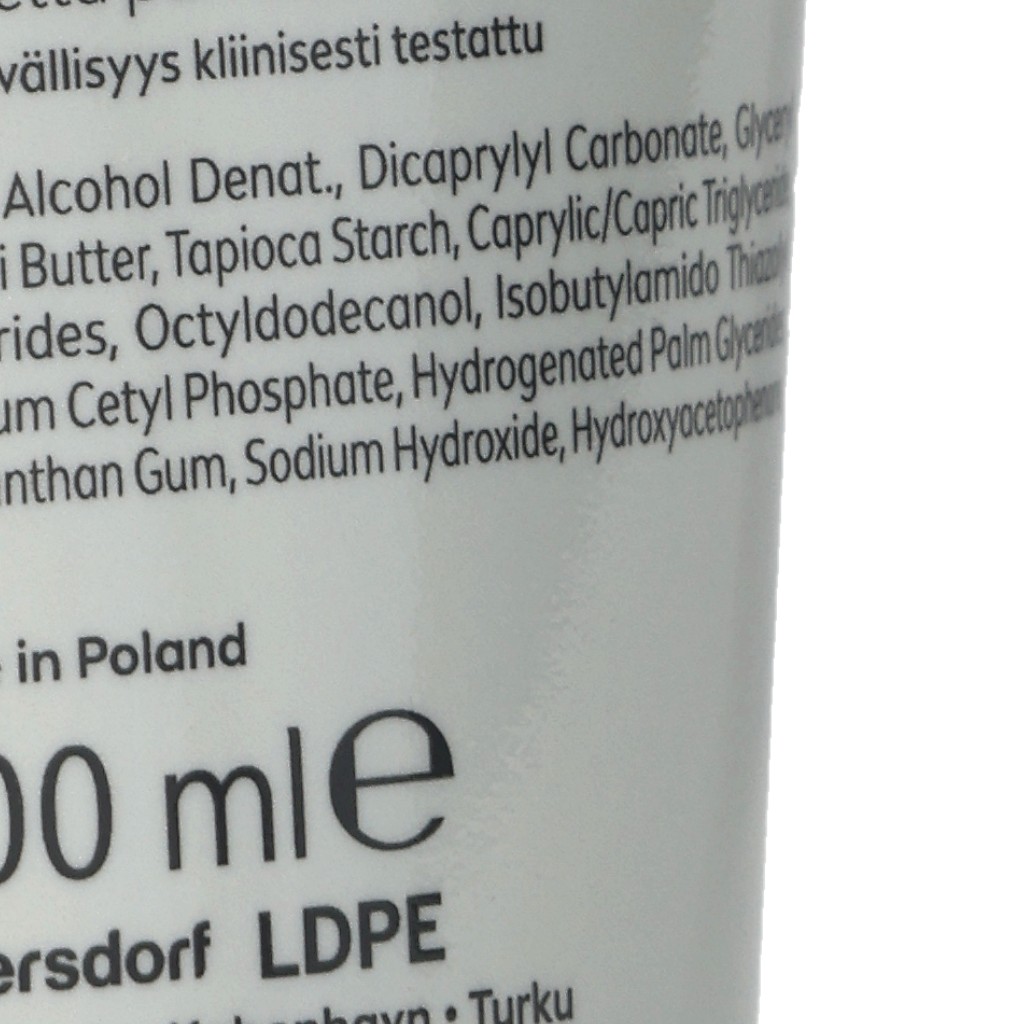 vällisyys kliinisesti testattu
Alcohol Denat., Dicaprylyl Carbonate,
i Butter, Tapioca Starch, Caprylic/Capric
rides, Octyldodecanol, Isobutylamido
um Cetyl Phosphate, Hydrogenated Palm
nthan Gum, Sodium Hydroxide,
in Poland
00 ml e
ersdorf LDPE
• Turku